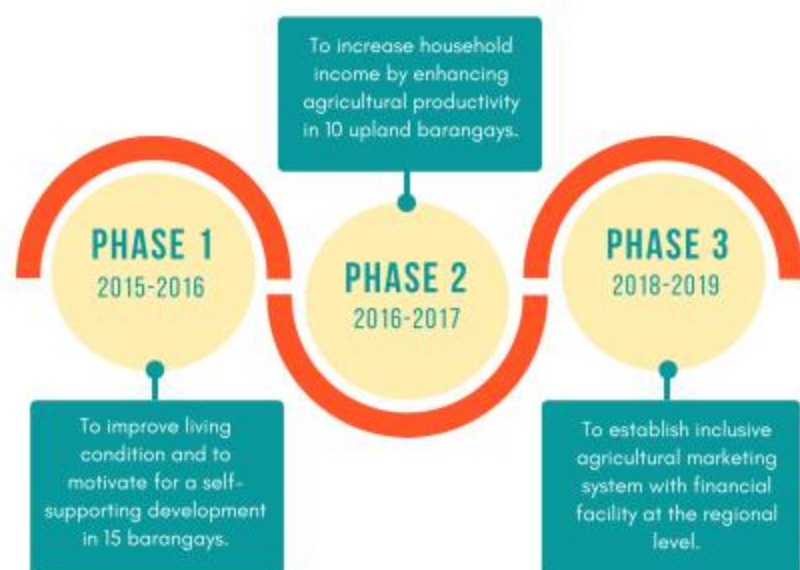 To increase household
income by enhancing
agricultural productivity
in 10 upland barangays.
PHASE 1
2015-2016
PHASE 2
2016-2017
PHASE 3
2018-2019
To improve living
condition and to
motivate for a self-
supporting development
in 15 barangays.
To establish inclusive
agricultural marketing
system with financial
facility at the regional
level.